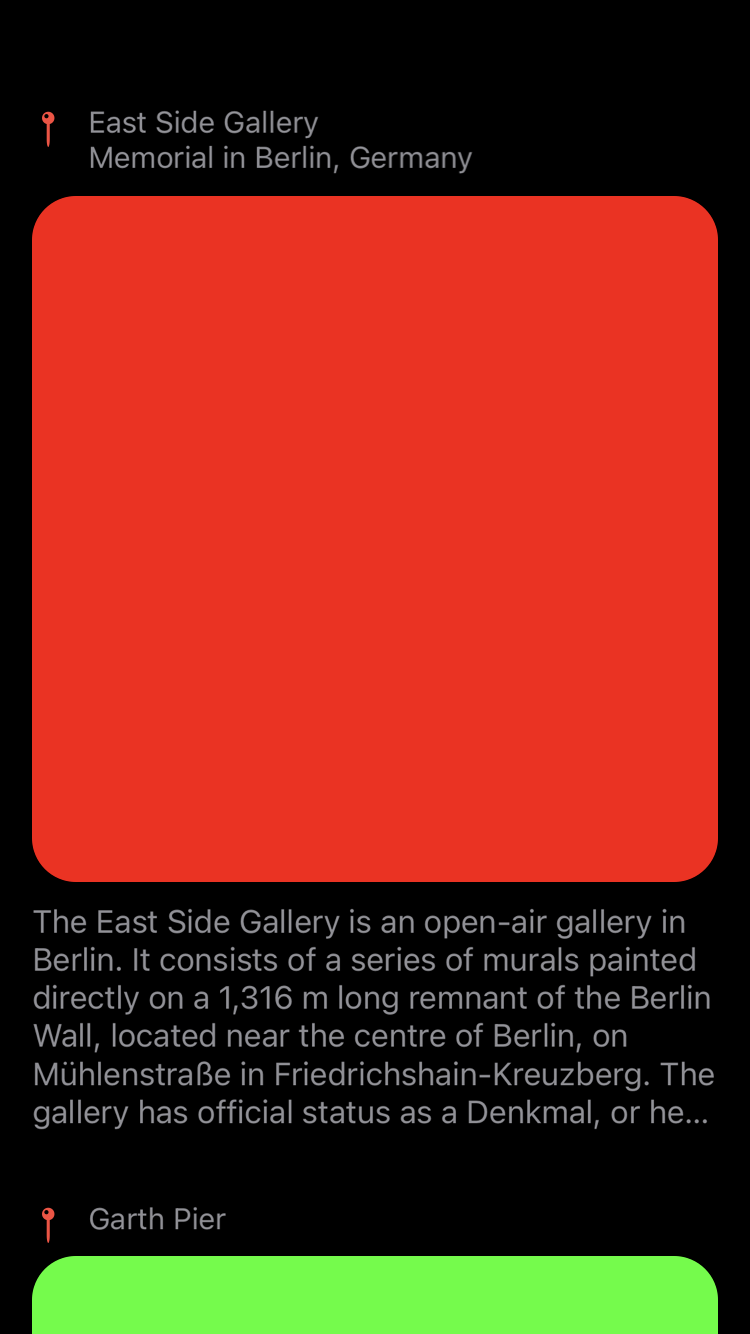 East Side Gallery
Memorial in Berlin, Germany
The East Side Gallery is an open-air gallery in
Berlin. It consists of a series of murals painted
directly on a 1,316 m long remnant of the Berlin
Wall, located near the centre of Berlin, on
Mühlenstraße in Friedrichshain-Kreuzberg. The
gallery has official status as a Denkmal, or he...
Garth Pier